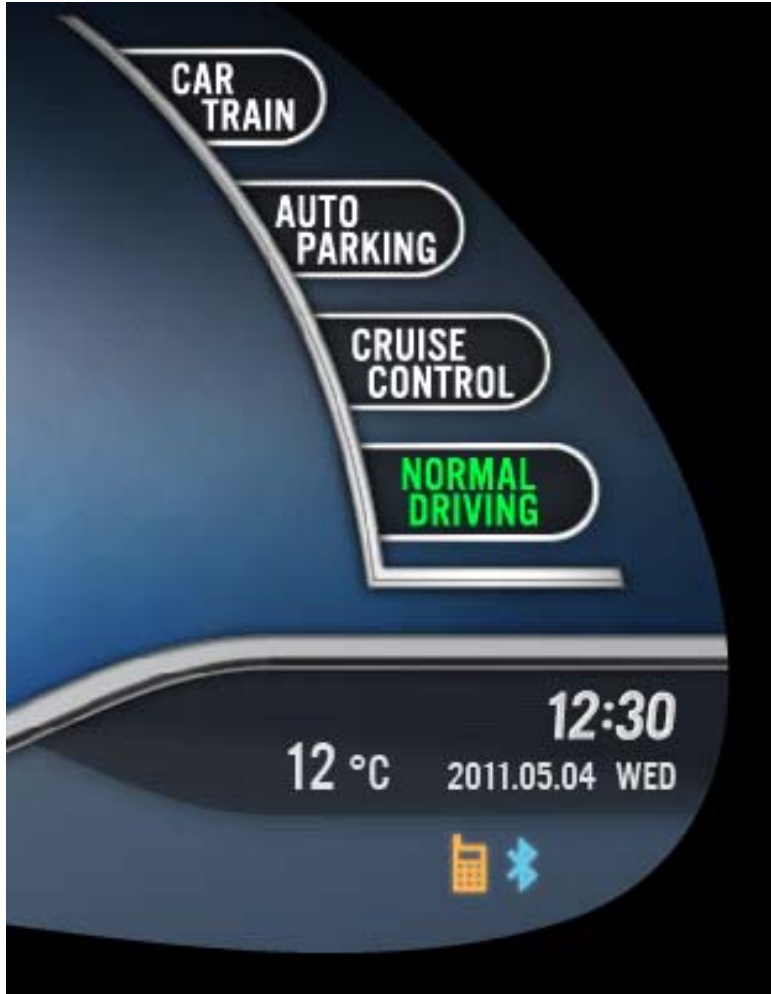 CAR
TRAIN
AUTO
PARKING
CRUISE
CONTROL
NORMAL
DRIVING
12:30
12 °C
2011.05.04 WED